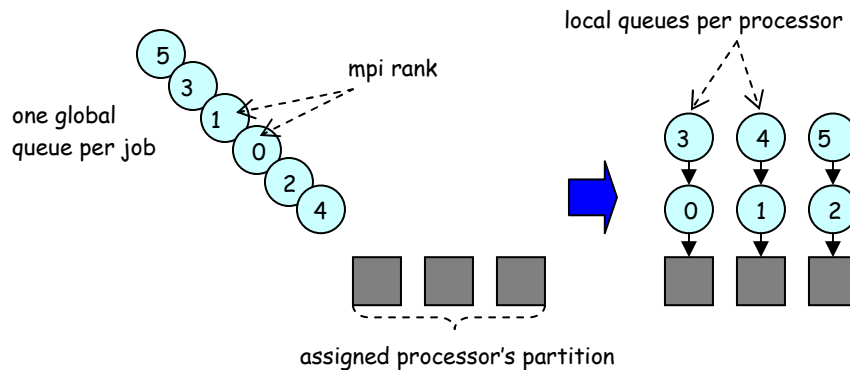 local queues per processor
5
3
mpi rank
one global
queue per job
1
0
2
4
3 4 5
0 1 2
assigned processor's partition